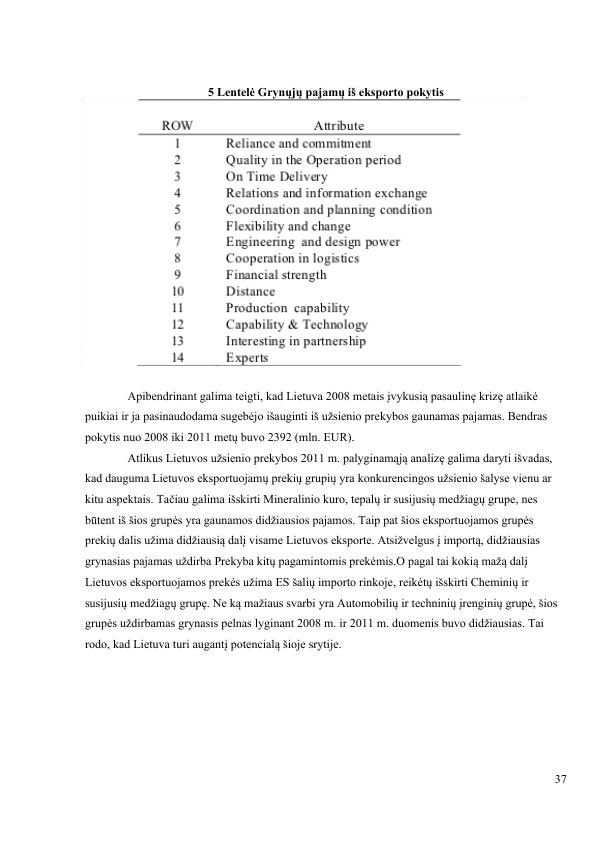 5 Lentelė Grynųjų pajamų iš eksporto pokytis
ROW Attribute
1 Reliance and commitment
2 Quality in the Operation period
3 On Time Delivery
4 Relations and information exchange
5 Coordination and planning condition
6 Flexibility and change
7 Engineering and design power
8 Cooperation in logistics
9 Financial strength
10 Distance
11 Production capability
12 Capability & Technology
13 Interesting in partnership
14 Experts
Apibendrinant galima teigti, kad Lietuva 2008 metais įvykusią pasaulinę krizę atlaikė
puikiai ir ja pasinaudodama sugebėjo išauginti iš užsienio prekybos gaunamas pajamas. Bendras
pokytis nuo 2008 iki 2011 metų buvo 2392 (mln. EUR).
Atlikus Lietuvos užsienio prekybos 2011 m. palyginamąją analizę galima daryti išvadas,
kad dauguma Lietuvos eksportuojamų prekių grupių yra konkurencingos užsienio šalyse vienu ar
kitu aspektais. Tačiau galima išskirti Mineralinio kuro, tepalų ir susijusių medžiagų grupe, nes
būtent iš šios grupės yra gaunamos didžiausios pajamos. Taip pat šios eksportuojamos grupės
prekių dalis užima didžiausią dalį visame Lietuvos eksporte. Atsižvelgus į importą, didžiausias
grynasias pajamas uždirba Prekyba kitų pagamintomis prekėmis.O pagal tai kokią mažą dalį
Lietuvos eksportuojamos prekės užima ES šalių importo rinkoje, reikėtų išskirti Cheminių ir
susijusių medžiagų grupę. Ne ką mažiaus svarbi yra Automobilių ir techninių įrenginių grupė, šios
grupės uždirbamas grynasis pelnas lyginant 2008 m. ir 2011 m. duomenis buvo didžiausias. Tai
rodo, kad Lietuva turi augantį potencialą šioje srytije.
37